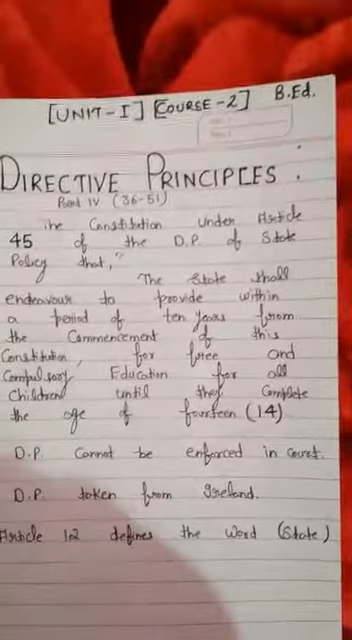 [UNIT-I] [COURSE-2] B.Ed.
DIRECTIVE PRINCIPLES.
Part IV (36-51)
The Constitution under Article
45 of the D.P. of State
Policy that,"
The State shall
endeavour to provide within
a period of ten years from
the Commencement of this
Constitution, for free and
Compulsory Education for all
Children until they Complete
the age of fourteen (14)
D.P. Cannot be enforced in court.
D.P. taken from Ireland.
Article 12 defines the word (State)